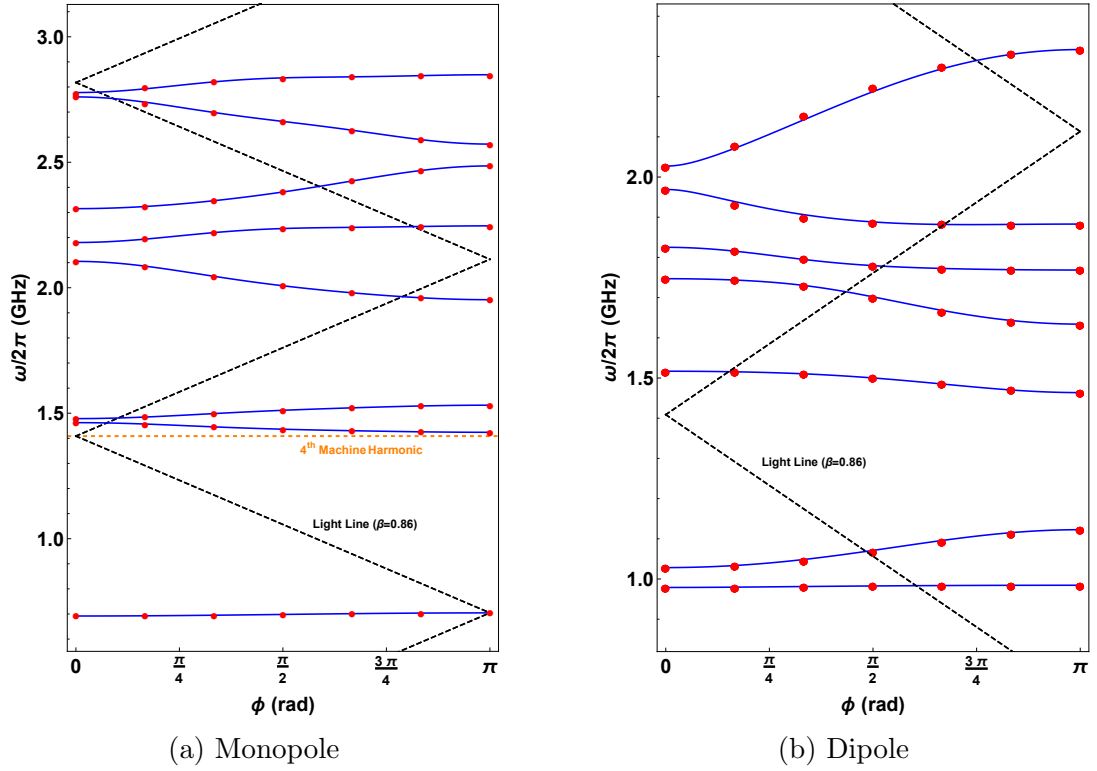 3.0
2.5
2.0
1.5
1.0
ω/2π (GHz)
4th Machine Harmonic
Light Line (β=0.86)
0
π/4
π/2
3 π/4
π
ϕ (rad)
(a) Monopole
2.0
1.5
1.0
ω/2π (GHz)
Light Line (β=0.86)
0
π/4
π/2
3 π/4
π
ϕ (rad)
(b) Dipole